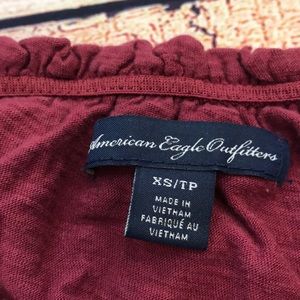 American Eagle Outfitters
XS/TP
MADE IN
VIETNAM
FABRIQUÉ AU
VIETNAM